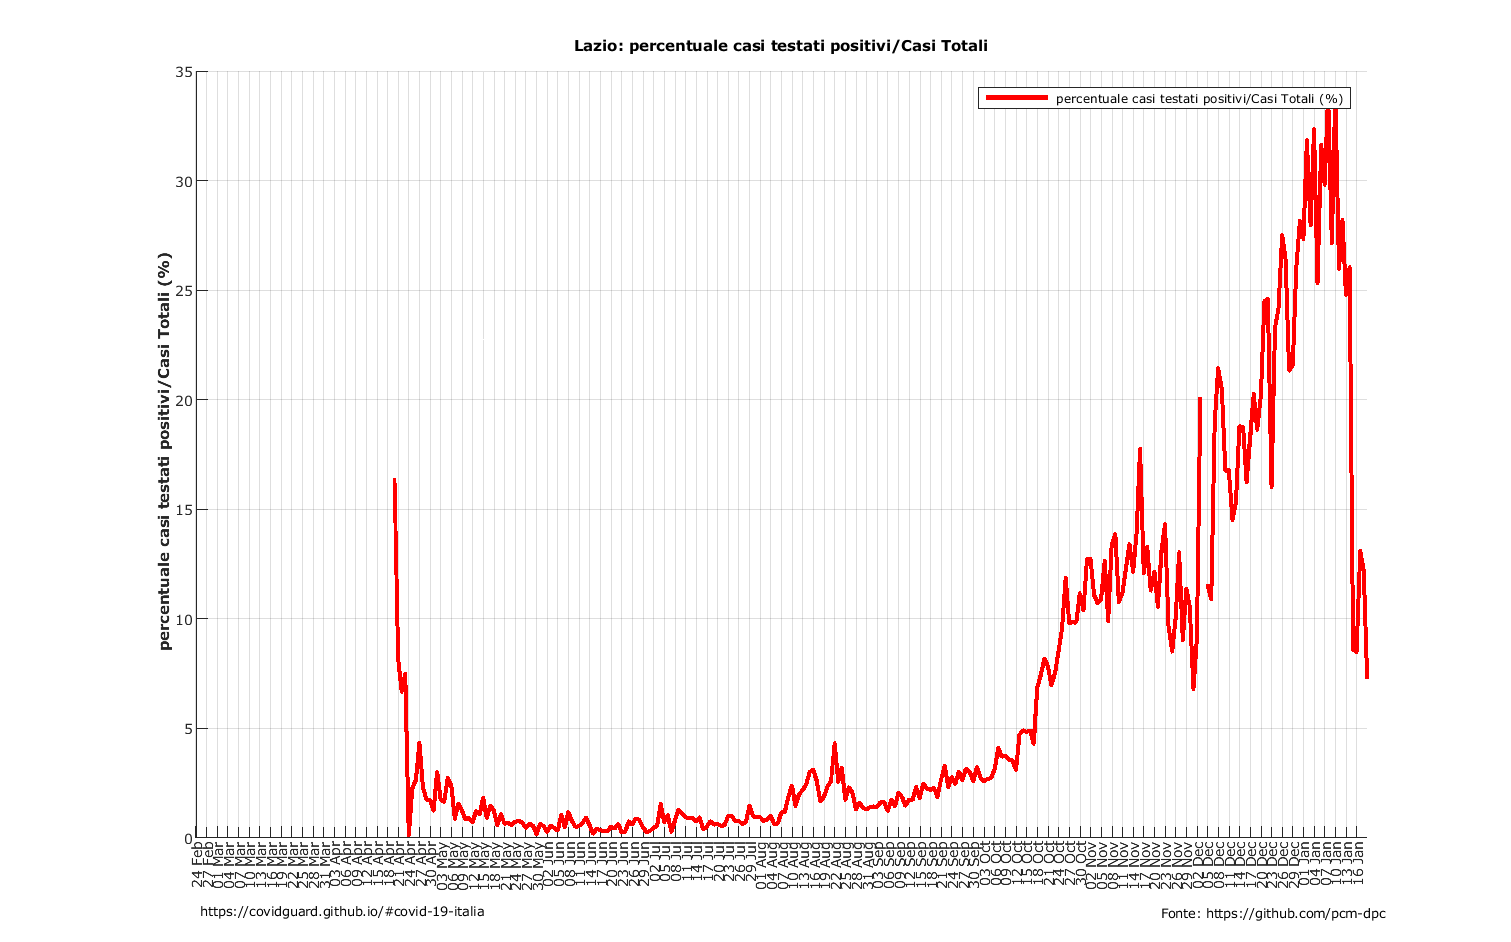 Lazio: percentuale casi testati positivi/Casi Totali
percentuale casi testati positivi/Casi Totali (%)
percentuale casi testati positivi/Casi Totali (%)
35
30
25
20
15
10
5
0
24 Feb
27 Feb
01 Mar
04 Mar
07 Mar
10 Mar
13 Mar
16 Mar
19 Mar
22 Mar
25 Mar
28 Mar
31 Mar
03 Apr
06 Apr
09 Apr
12 Apr
15 Apr
18 Apr
21 Apr
24 Apr
27 Apr
30 Apr
03 May
06 May
09 May
12 May
15 May
18 May
21 May
24 May
27 May
30 May
02 Jun
05 Jun
08 Jun
11 Jun
14 Jun
17 Jun
20 Jun
23 Jun
26 Jun
29 Jun
02 Jul
05 Jul
08 Jul
11 Jul
14 Jul
17 Jul
20 Jul
23 Jul
26 Jul
29 Jul
01 Aug
04 Aug
07 Aug
10 Aug
13 Aug
16 Aug
19 Aug
22 Aug
25 Aug
28 Aug
31 Aug
03 Sep
06 Sep
09 Sep
12 Sep
15 Sep
18 Sep
21 Sep
24 Sep
27 Sep
30 Sep
03 Oct
06 Oct
09 Oct
12 Oct
15 Oct
18 Oct
21 Oct
24 Oct
27 Oct
30 Oct
02 Nov
05 Nov
08 Nov
11 Nov
14 Nov
17 Nov
20 Nov
23 Nov
26 Nov
29 Nov
02 Dec
05 Dec
08 Dec
11 Dec
14 Dec
17 Dec
20 Dec
23 Dec
26 Dec
29 Dec
01 Jan
04 Jan
07 Jan
10 Jan
13 Jan
16 Jan
https://covidguard.github.io/#covid-19-italia
Fonte: https://github.com/pcm-dpc